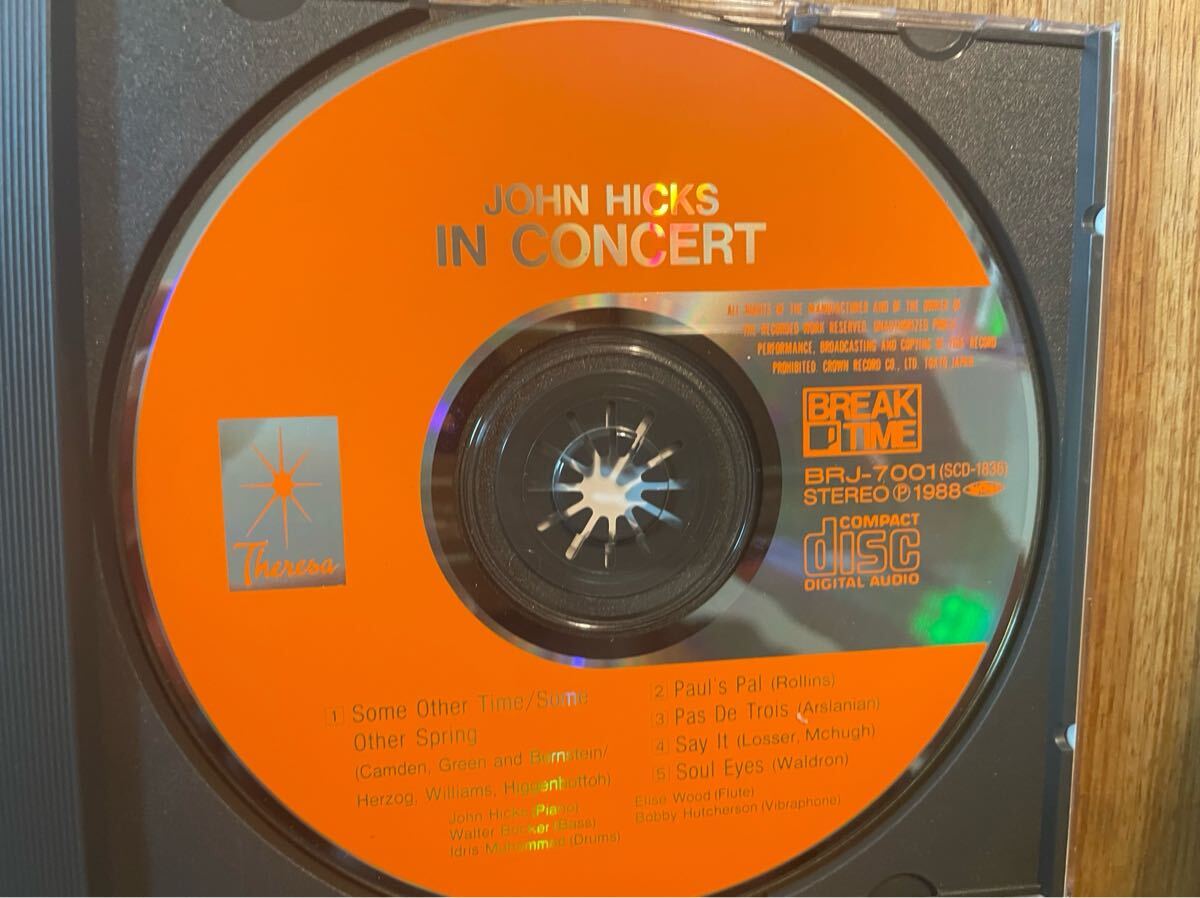 JOHN HICKS
IN CONCERT
ALL RIGHTS OF THE MANUFACTURER AND OF THE OWNER OF
THE RECORDED WORK RESERVED. UNAUTHORIZED PUBLIC
PERFORMANCE, BROADCASTING AND COPYING OF THIS RECORD
PROHIBITED. CROWN RECORD CO., LTD. TOKYO JAPAN
BREAK
TIME
BRJ-7001 (SCD-1836)
STEREO Ⓟ 1988
COMPACT
disc
DIGITAL AUDIO
Theresa
1 Some Other Time/Some
Other Spring
(Camden, Green and Bernstein/
Herzog, Williams, Higgenbottoh)
John Hicks (Piano)
Walter Booker (Bass)
Idris Muhammad (Drums)
2 Paul's Pal (Rollins)
3 Pas De Trois (Arslanian)
4 Say It (Losser, Mchugh)
5 Soul Eyes (Waldron)
Elise Wood (Flute)
Bobby Hutcherson (Vibraphone)